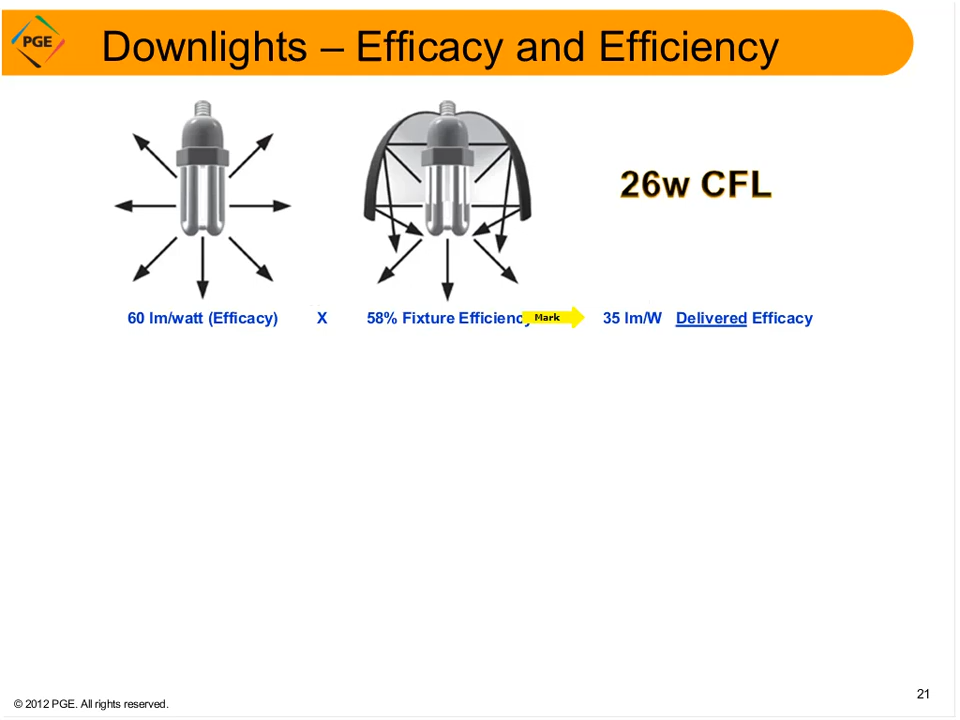 PGE
Downlights – Efficacy and Efficiency
26w CFL
60 lm/watt (Efficacy) X 58% Fixture Efficiency Mark 35 lm/W Delivered Efficacy
© 2012 PGE. All rights reserved.
21